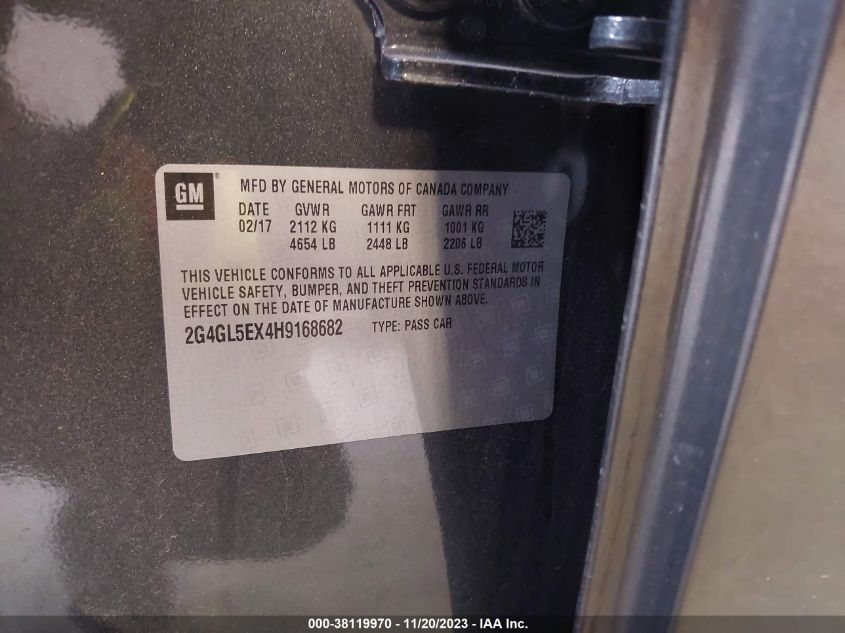 GM ®
MFD BY GENERAL MOTORS OF CANADA COMPANY
DATE GVWR GAWR FRT GAWR RR
02/17 2112 KG 1111 KG 1001 KG
4654 LB 2448 LB 2206 LB
THIS VEHICLE CONFORMS TO ALL APPLICABLE U.S. FEDERAL MOTOR
VEHICLE SAFETY, BUMPER, AND THEFT PREVENTION STANDARDS IN
EFFECT ON THE DATE OF MANUFACTURE SHOWN ABOVE.
2G4GL5EX4H9168682 TYPE: PASS CAR
000-38119970 - 11/20/2023 - IAA Inc.